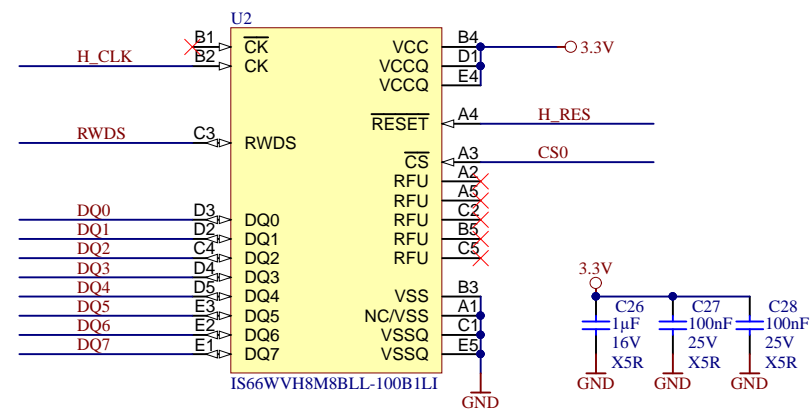 U2
B1 CK VCC B4 3.3V
H_CLK B2 CK VCCQ D1
VCCQ E4
RESET A4 H_RES
RWDS C3 RWDS
CS A3 CS0
RFU A2
RFU A5
DQ0 D3 DQ0 RFU C2
DQ1 D2 DQ1 RFU B5
DQ2 C4 DQ2 RFU C5
DQ3 D4 DQ3
DQ4 D5 DQ4 VSS B3
DQ5 E3 DQ5 NC/VSS A1
DQ6 E2 DQ6 VSSQ C1
DQ7 E1 DQ7 VSSQ E5
IS66WVH8M8BLL-100B1LI
GND
3.3V
C26 C27 C28
1µF 100nF 100nF
16V 25V 25V
X5R X5R X5R
GND GND GND